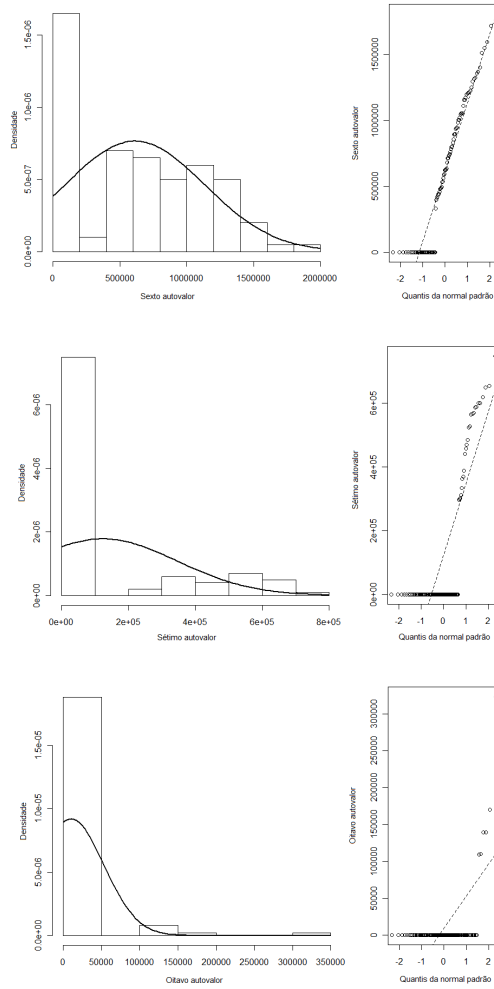 Densidade
0.0e+00 5.0e-07 1.0e-06 1.5e-06
0 500000 1000000 1500000 2000000
Sexto autovalor
Sexto autovalor
0 500000 1000000 1500000
-2 -1 0 1 2
Quantis da normal padrão
Densidade
0e+00 2e-06 4e-06 6e-06
0e+00 2e+05 4e+05 6e+05 8e+05
Sétimo autovalor
Sétimo autovalor
0e+00 2e+05 4e+05 6e+05
-2 -1 0 1 2
Quantis da normal padrão
Densidade
0.0e+00 5.0e-06 1.0e-05 1.5e-05
0 50000 100000 150000 200000 250000 300000 350000
Oitavo autovalor
Oitavo autovalor
0 50000 100000 150000 200000 250000 300000
-2 -1 0 1 2
Quantis da normal padrão